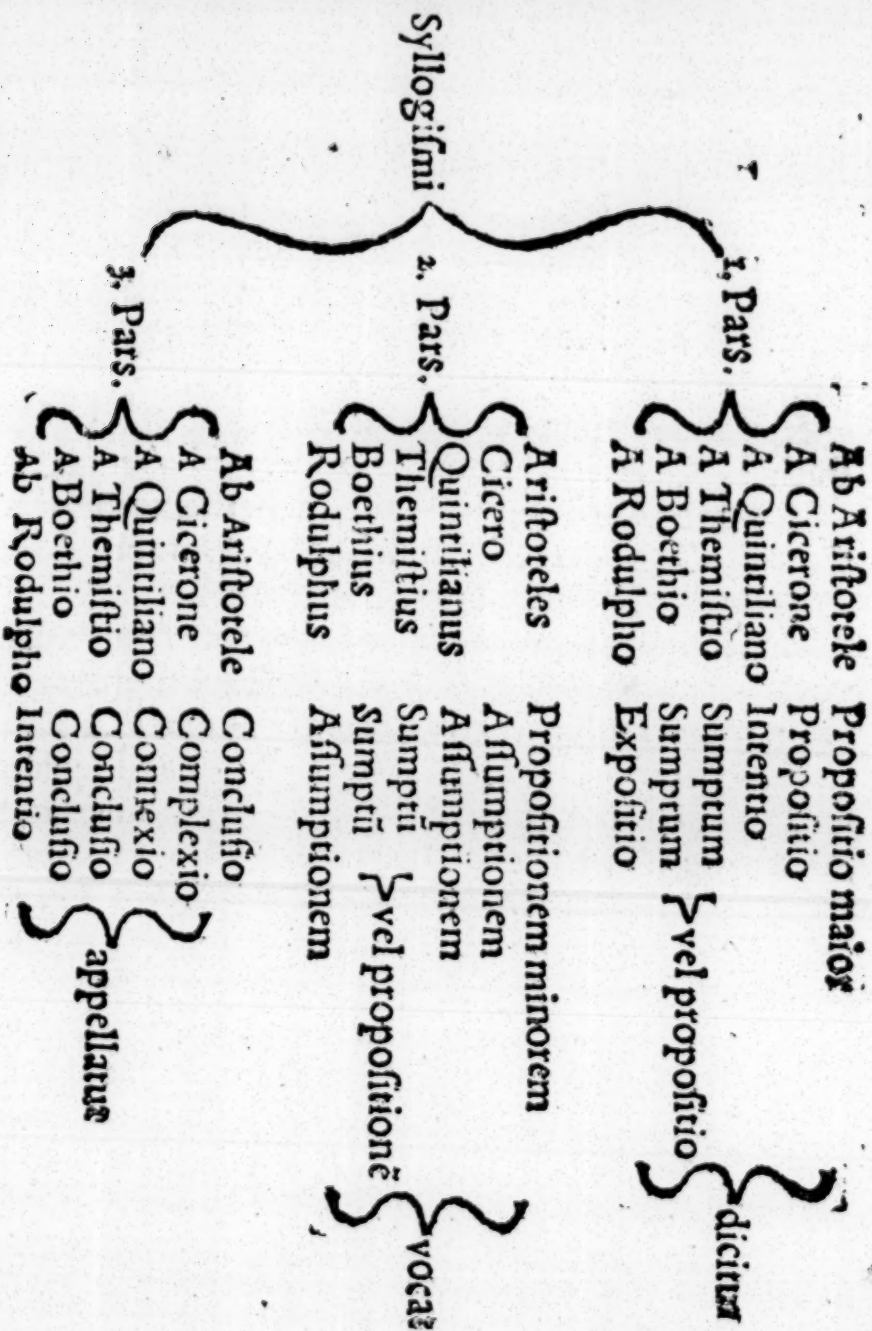 Syllogiſmi
1, Pars.
Ab Ariſtotele Propoſitio maior
A Cicerone Propoſitio
A Quintiliano Intentio
A Themiſtio Sumptum
A Boethio Sumptum
vel propoſitio
A Rodulpho Expoſitio
dicitur
2. Pars.
Ariſtoteles Propoſitionem minorem
Cicero Aſſumptionem
Quintilianus Aſſumptionem
Themiſtius Sumptū
Boethius Sumptū
vel propoſitionē
Rodulphus Aſſumptionem
vocat
3. Pars.
Ab Ariſtotele Concluſio
A Cicerone Complexio
A Quintiliano Connexio
A Themiſtio Concluſio
A Boethio Concluſio
Ab Rodulpho Intentio
appellatur